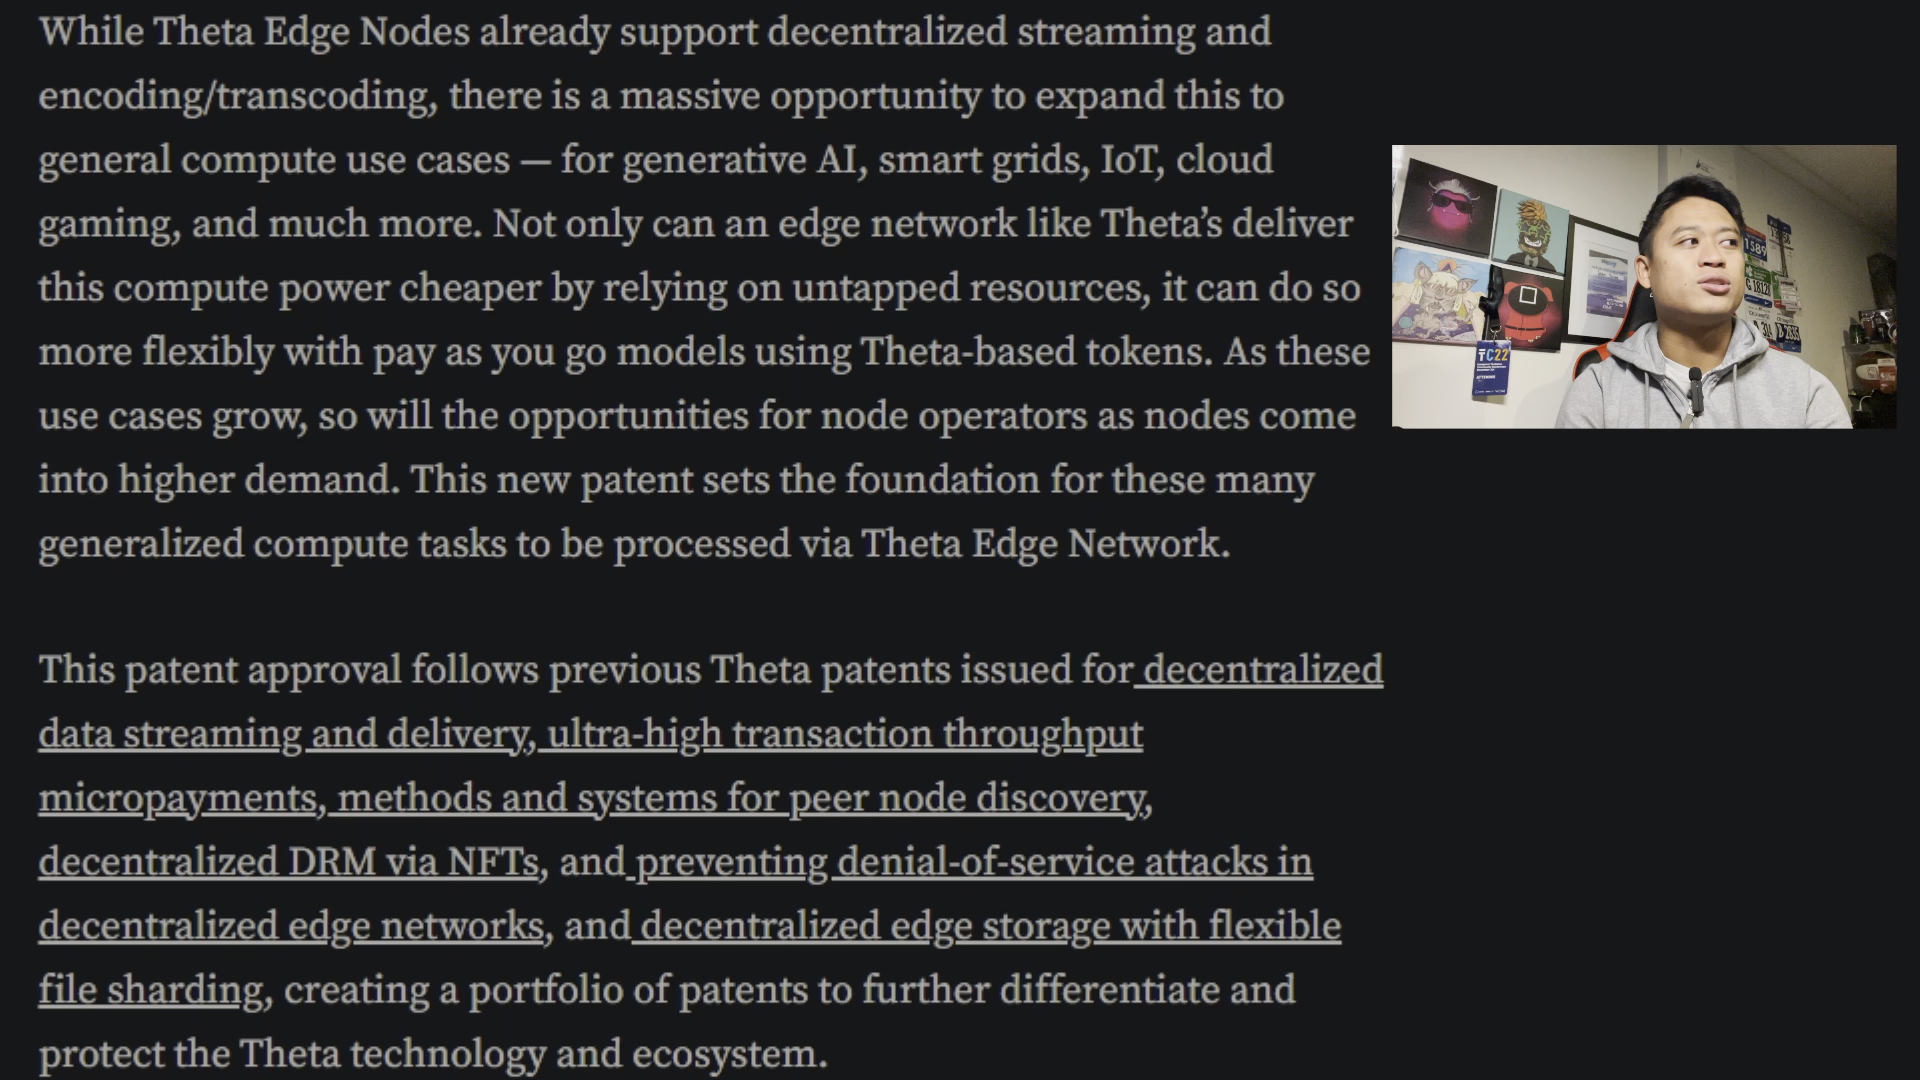 While Theta Edge Nodes already support decentralized streaming and
encoding/transcoding, there is a massive opportunity to expand this to
general compute use cases — for generative AI, smart grids, IoT, cloud
gaming, and much more. Not only can an edge network like Theta’s deliver
this compute power cheaper by relying on untapped resources, it can do so
more flexibly with pay as you go models using Theta-based tokens. As these
use cases grow, so will the opportunities for node operators as nodes come
into higher demand. This new patent sets the foundation for these many
generalized compute tasks to be processed via Theta Edge Network.
This patent approval follows previous Theta patents issued for decentralized
data streaming and delivery, ultra-high transaction throughput
micropayments, methods and systems for peer node discovery,
decentralized DRM via NFTs, and preventing denial-of-service attacks in
decentralized edge networks, and decentralized edge storage with flexible
file sharding, creating a portfolio of patents to further differentiate and
protect the Theta technology and ecosystem.
TC22
1589